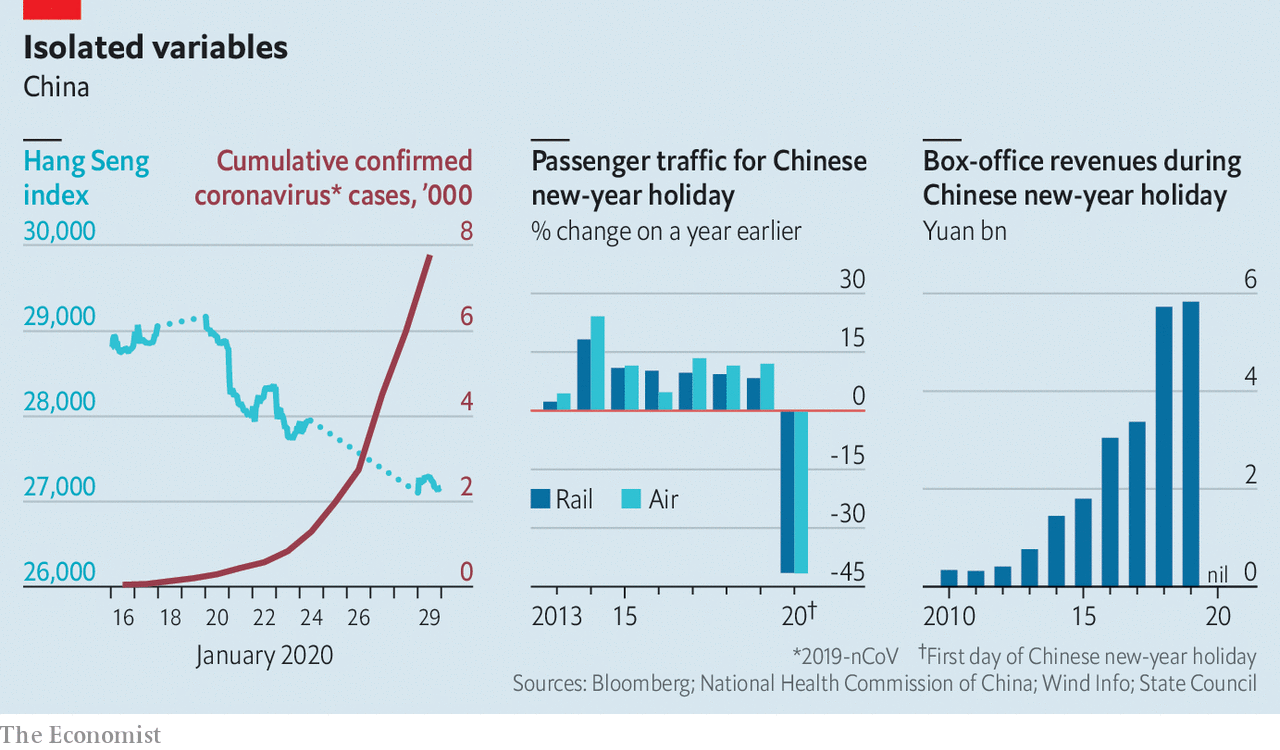 Isolated variables
China
Hang Seng
index
Cumulative confirmed
coronavirus* cases, ’000
30,000
29,000
28,000
27,000
26,000
8
6
4
2
0
16 18 20 22 24 26 29
January 2020
Passenger traffic for Chinese
new-year holiday
% change on a year earlier
30
15
0
-15
-30
-45
Rail Air
2013 15 20†
Box-office revenues during
Chinese new-year holiday
Yuan bn
6
4
2
nil 0
2010 15 20
*2019-nCoV †First day of Chinese new-year holiday
Sources: Bloomberg; National Health Commission of China; Wind Info; State Council
The Economist